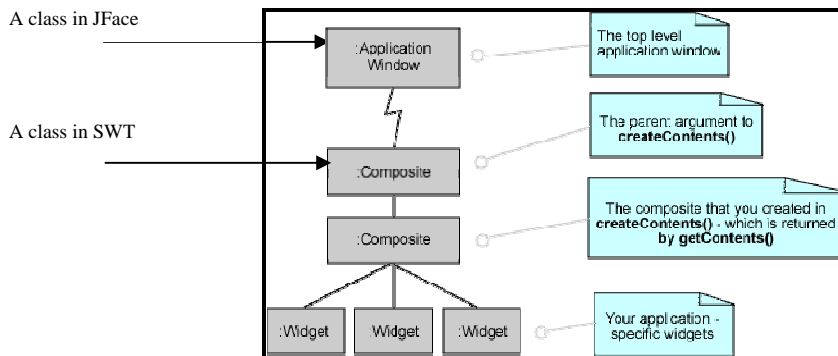 A class in JFace
:Application
Window
The top level
application window
A class in SWT
The parent argument to
createContents()
:Composite
The composite that you created in
createContents() - which is returned
by getContents()
:Composite
:Widget
:Widget
:Widget
Your application -
specific widgets